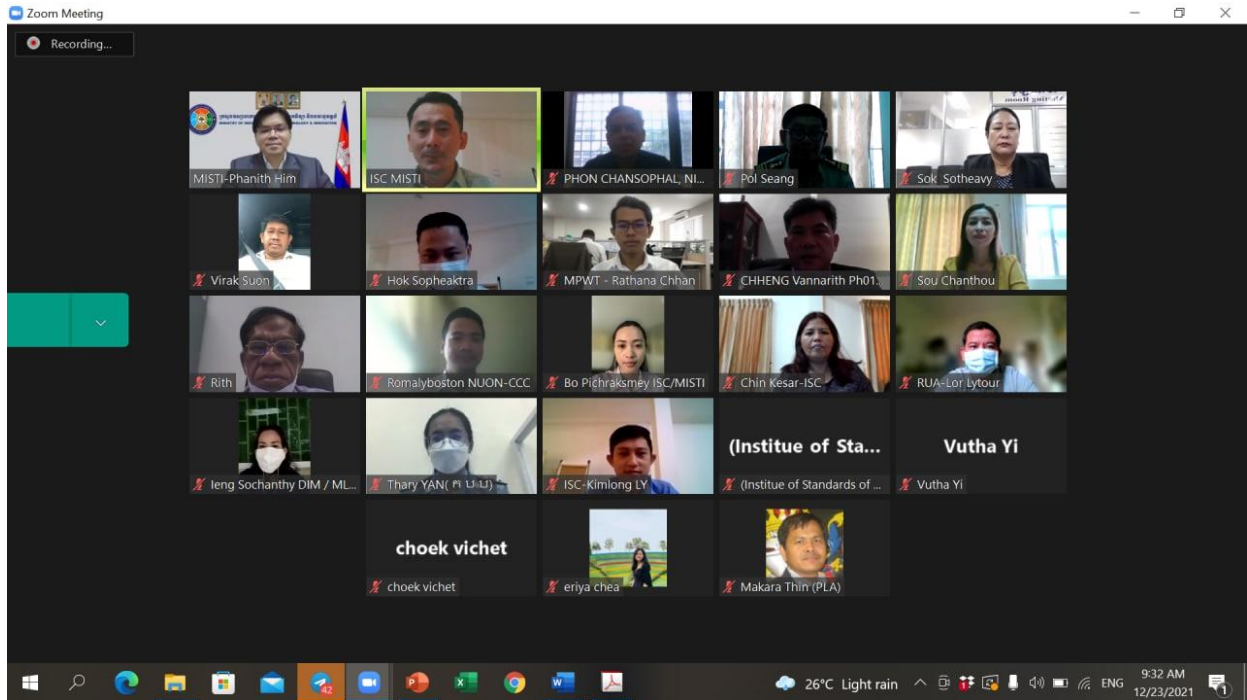 Zoom Meeting
Recording...
MISTI-Phanith Him
ISC MISTI
PHON CHANSOPHAL, NI...
Pol Seang
Sok Sotheavy
Virak Suon
Hok Sopheaktra
MPWT - Rathana Chhan
CHHENG Vannarith Ph01...
Sou Chanthou
Rith
Romalyboston NUON-CCC
Bo Pichraksmey ISC/MISTI
Chin Kesar-ISC
RUA-Lor Lytour
Ieng Sochanthy DIM / ML...
Thary YAN(
ISC-Kimlong LY
(Institue of Sta...
(Institue of Standards of ...
Vutha Yi
Vutha Yi
choek vichet
choek vichet
eriya chea
Makara Thin (PLA)
42
26°C Light rain
ENG
9:32 AM
12/23/2021
1